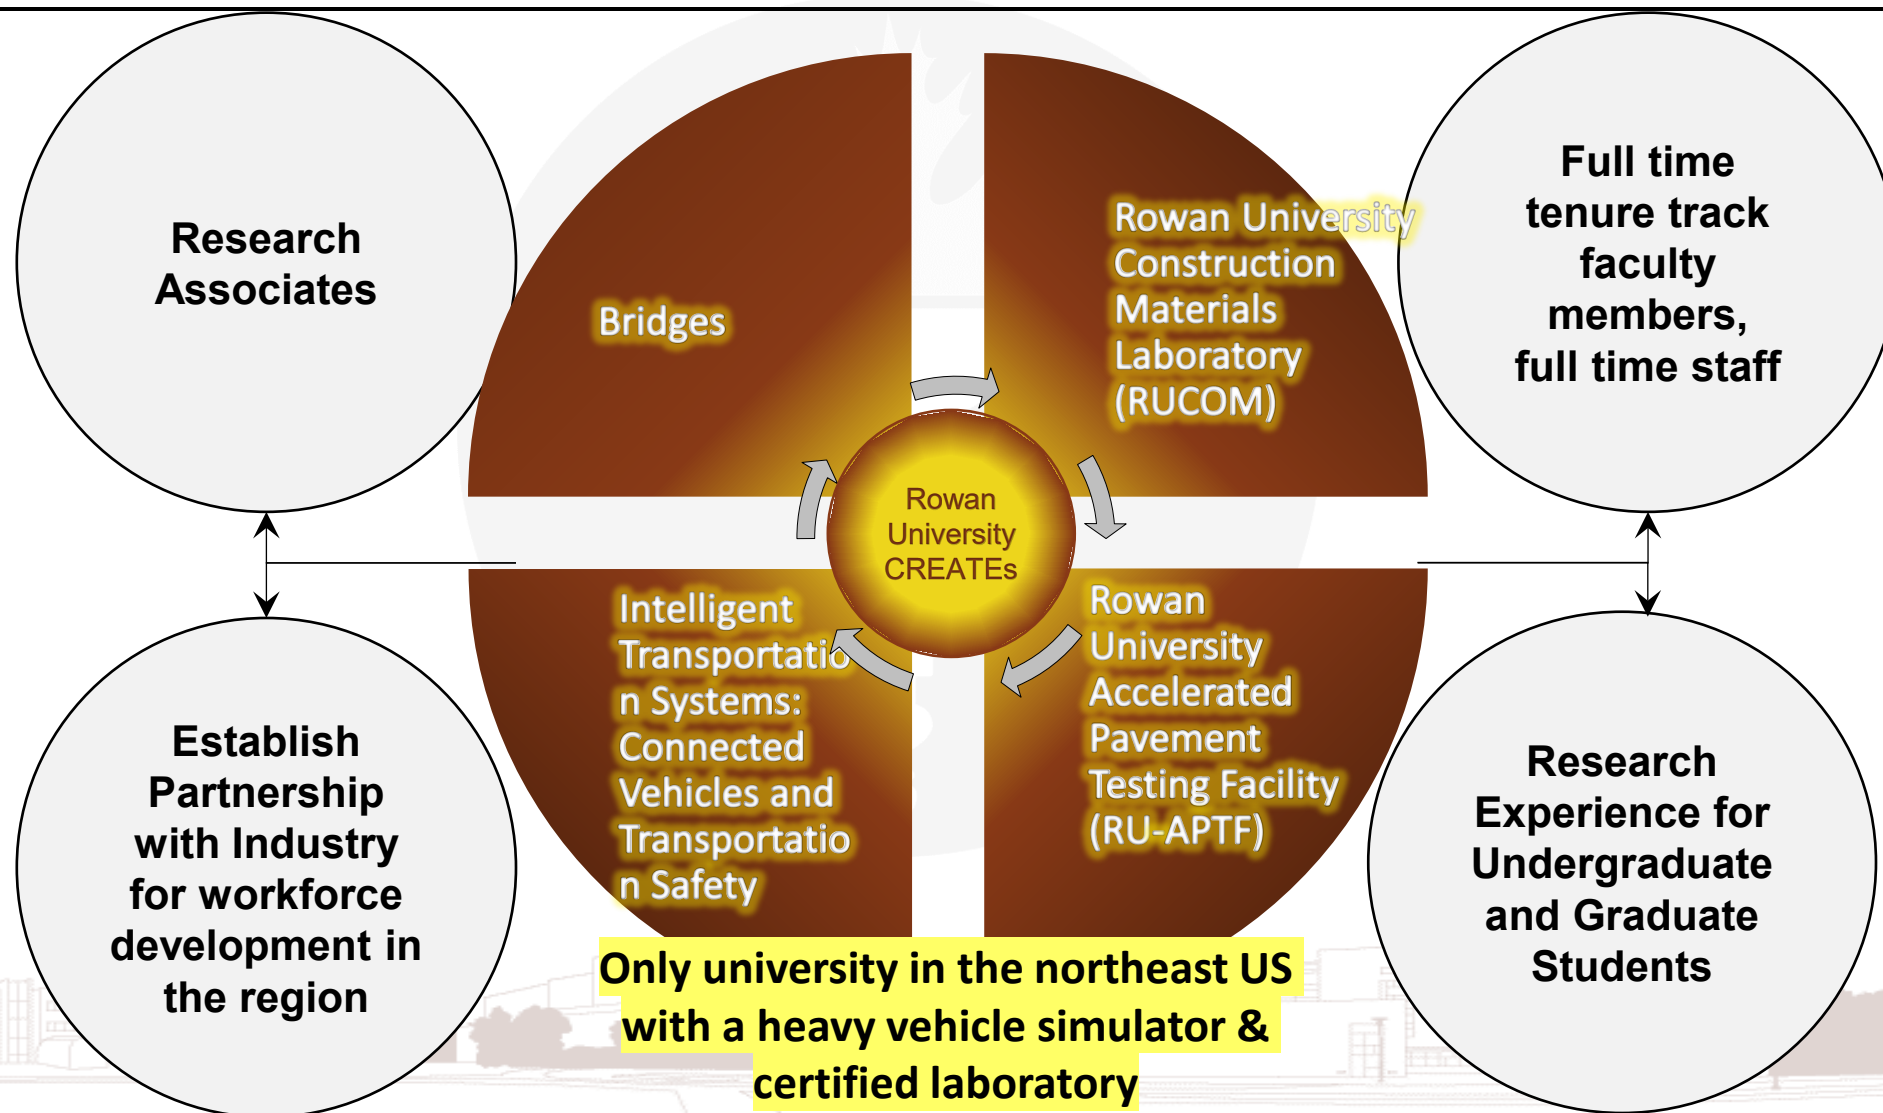 Research
Associates
Bridges
Rowan University
Construction
Materials
Laboratory
(RUCOM)
Full time
tenure track
faculty
members,
full time staff
Rowan
University
CREATEs
Establish
Partnership
with Industry
for workforce
development in
the region
Intelligent
Transportatio
n Systems:
Connected
Vehicles and
Transportatio
n Safety
Rowan
University
Accelerated
Pavement
Testing Facility
(RU-APTF)
Research
Experience for
Undergraduate
and Graduate
Students
Only university in the northeast US
with a heavy vehicle simulator &
certified laboratory